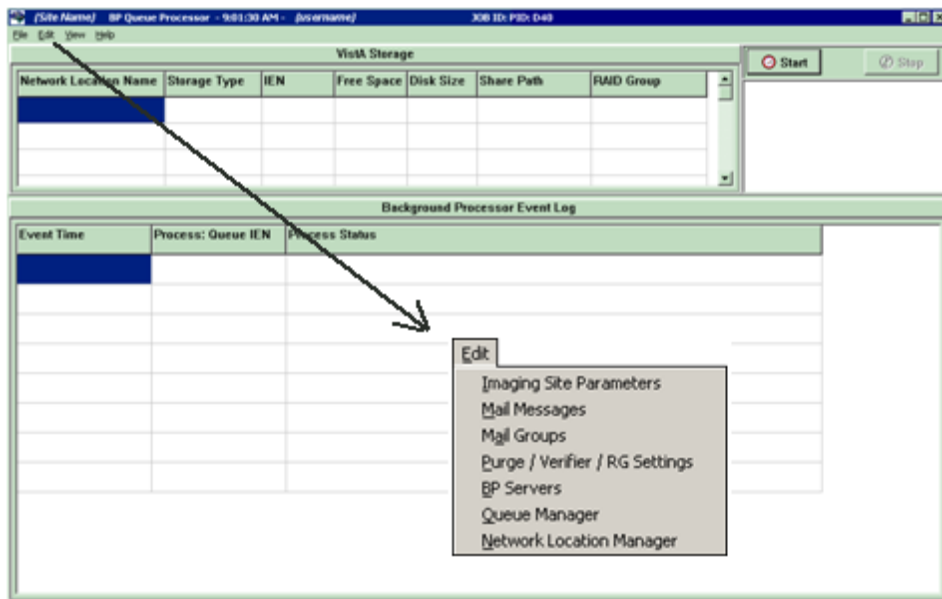 (Site Name) BP Queue Processor - 9:01:30 AM - (username) JOB ID: PID: D40
File Edit View Help
VistA Storage
Start Stop
Network Location Name Storage Type IEN Free Space Disk Size Share Path RAID Group
Background Processor Event Log
Event Time Process: Queue IEN Process Status
Edit
Imaging Site Parameters
Mail Messages
Mail Groups
Purge / Verifier / RG Settings
BP Servers
Queue Manager
Network Location Manager